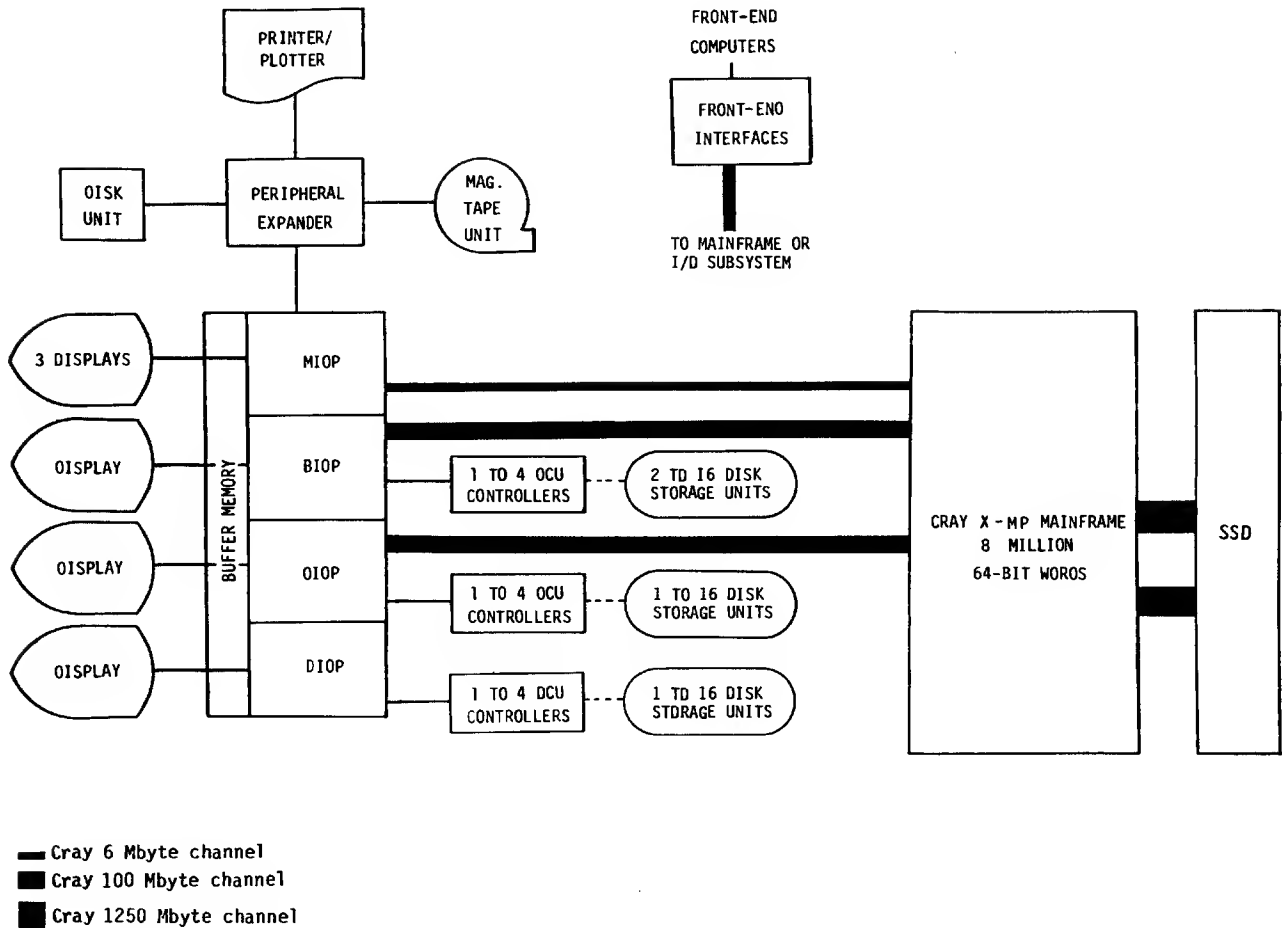 PRINTER/
PLOTTER
FRONT-END
COMPUTERS
FRONT-ENO
INTERFACES
TO MAINFRAME OR
I/D SUBSYSTEM
OISK
UNIT
PERIPHERAL
EXPANDER
MAG.
TAPE
UNIT
3 DISPLAYS
OISPLAY
OISPLAY
OISPLAY
BUFFER MEMORY
MIOP
BIOP
OIOP
DIOP
1 TO 4 OCU
CONTROLLERS
2 TD I6 DISK
STORAGE UNITS
1 TO 4 OCU
CONTROLLERS
1 TO 16 DISK
STORAGE UNITS
1 TO 4 DCU
CONTROLLERS
1 TD 16 DISK
STDRAGE UNITS
CRAY X-MP MAINFRAME
8 MILLION
64-BIT WOROS
SSD
Cray 6 Mbyte channel
Cray 100 Mbyte channel
Cray 1250 Mbyte channel